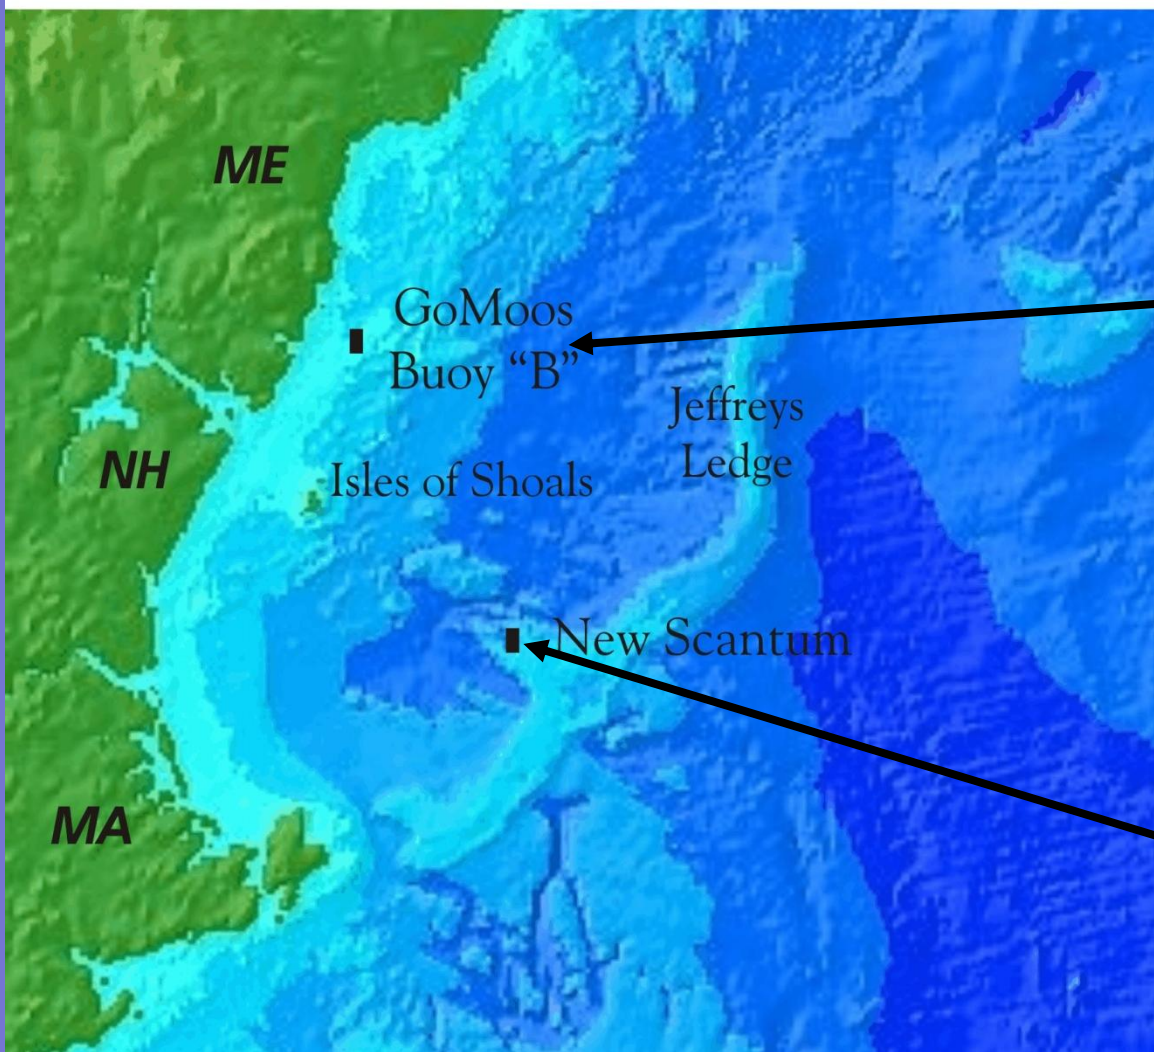 ME
GoMoos
Buoy “B”
Jeffreys
Ledge
NH
Isles of Shoals
New Scantum
MA